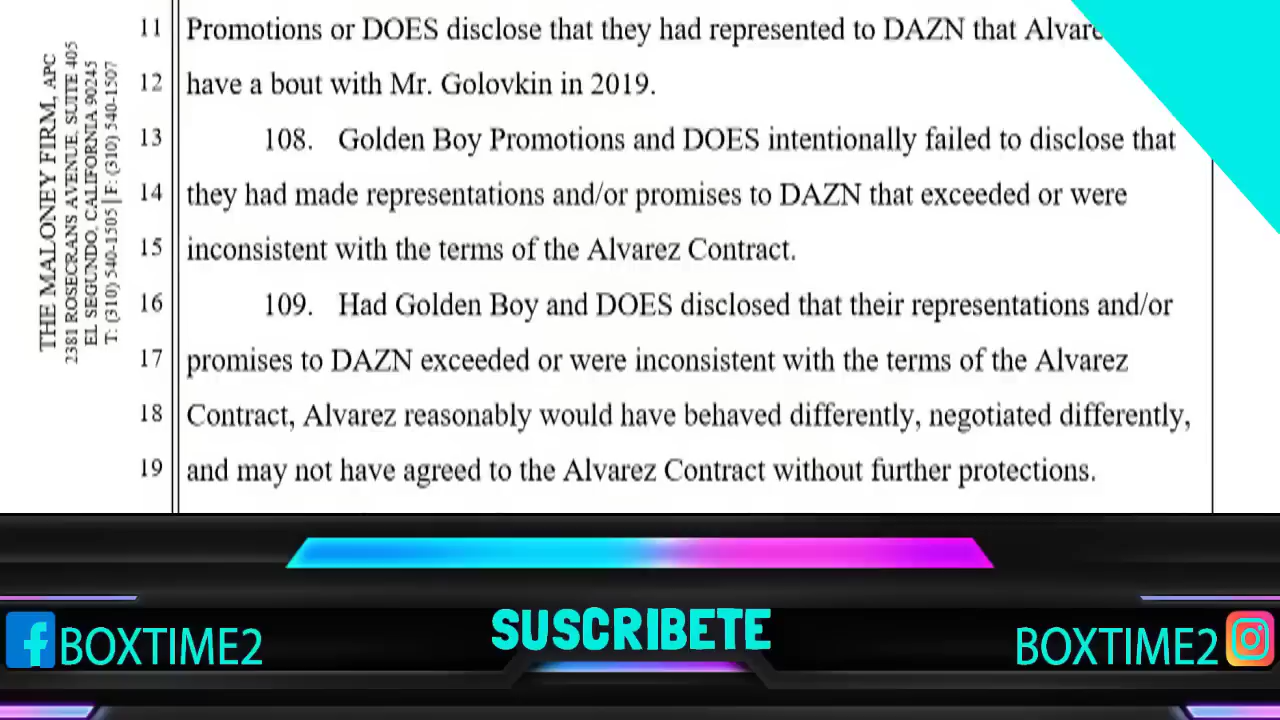 11 Promotions or DOES disclose that they had represented to DAZN that
12 have a bout with Mr. Golovkin in 2019.
13 108. Golden Boy Promotions and DOES intentionally failed to disclose that
14 they had made representations and/or promises to DAZN that exceeded or were
15 inconsistent with the terms of the Alvarez Contract.
16 109. Had Golden Boy and DOES disclosed that their representations and/or
17 promises to DAZN exceeded or were inconsistent with the terms of the Alvarez
18 Contract, Alvarez reasonably would have behaved differently, negotiated differently,
19 and may not have agreed to the Alvarez Contract without further protections.
THE MALONEY FIRM, APC
2381 ROSECRANS AVENUE, SUITE 405
EL SEGUNDO, CALIFORNIA 90245
T: (310) 540-1505 | F: (310) 540-1507
BOXTIME2
SUSCRIBETE
BOXTIME2